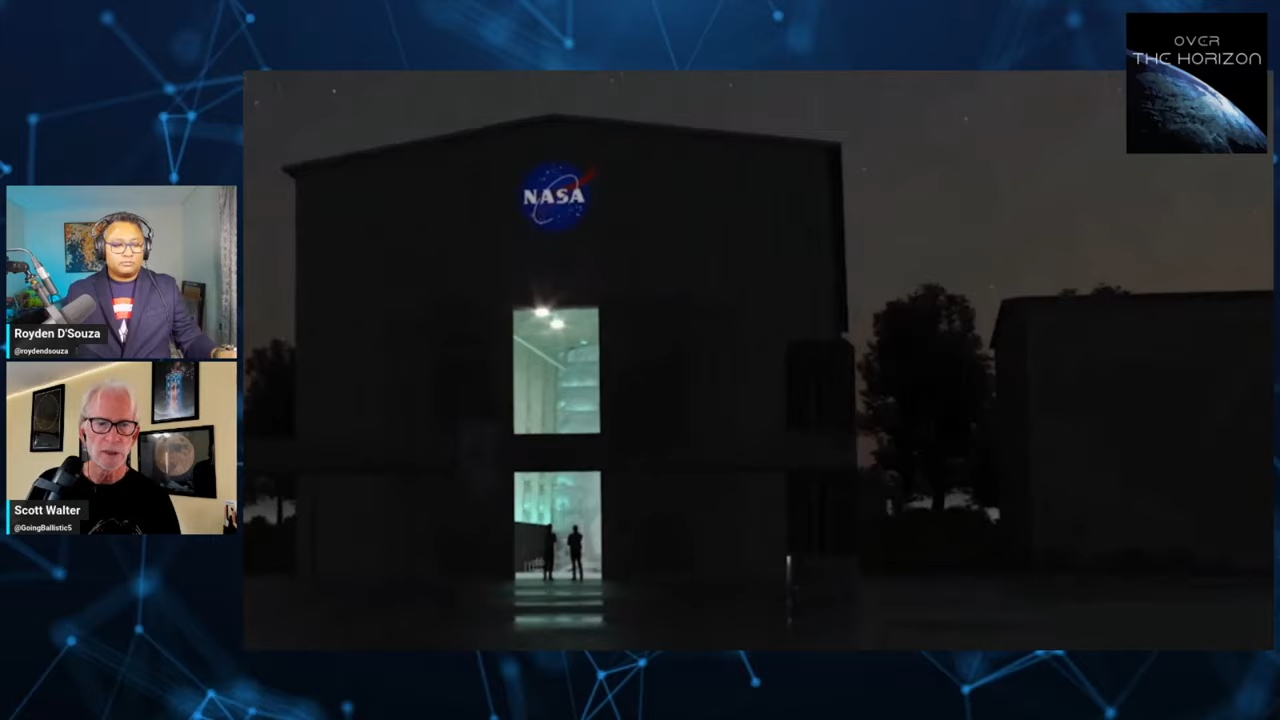 OVER
THE HORIZON
NASA
Royden D'Souza
@roydendsouza
Scott Walter
@GoingBallistic5